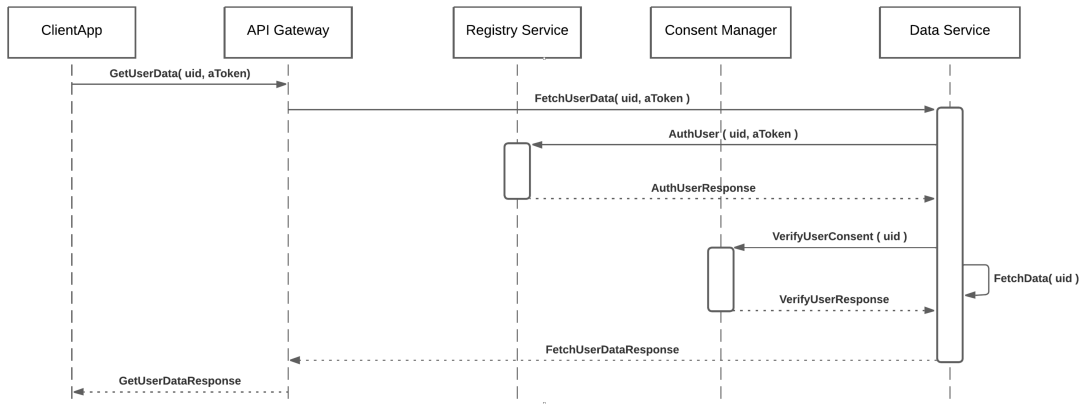 ClientApp
API Gateway
Registry Service
Consent Manager
Data Service
GetUserData( uid, aToken)
FetchUserData( uid, aToken )
AuthUser ( uid, aToken )
AuthUserResponse
VerifyUserConsent ( uid )
FetchData( uid )
VerifyUserResponse
FetchUserDataResponse
GetUserDataResponse